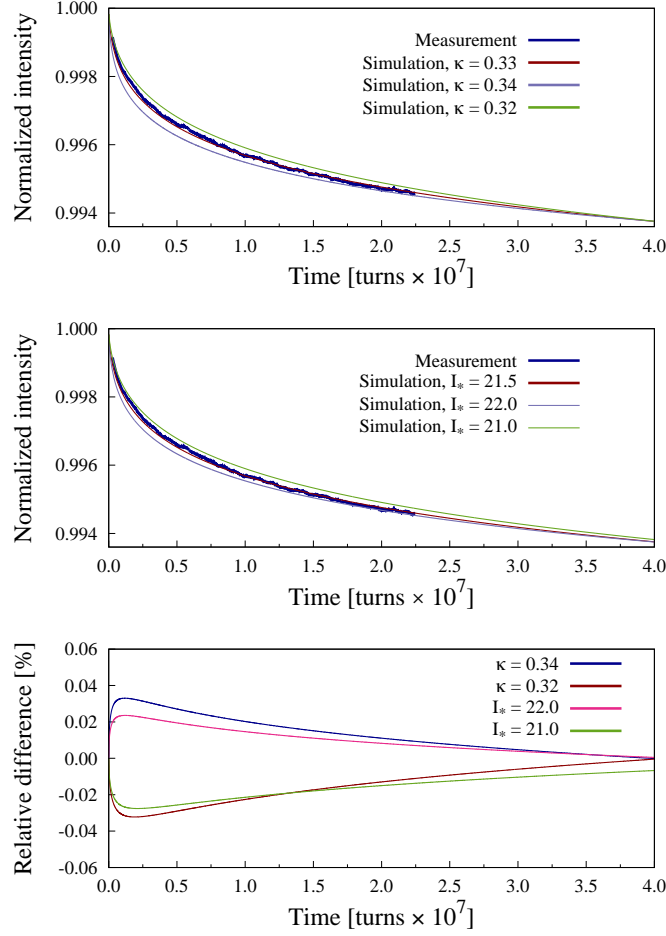 Normalized intensity
1.000
0.998
0.996
0.994
Measurement
Simulation, κ = 0.33
Simulation, κ = 0.34
Simulation, κ = 0.32
0.0 0.5 1.0 1.5 2.0 2.5 3.0 3.5 4.0
Time [turns × 10⁷]
Normalized intensity
1.000
0.998
0.996
0.994
Measurement
Simulation, I* = 21.5
Simulation, I* = 22.0
Simulation, I* = 21.0
0.0 0.5 1.0 1.5 2.0 2.5 3.0 3.5 4.0
Time [turns × 10⁷]
Relative difference [%]
0.06
0.04
0.02
0.00
-0.02
-0.04
-0.06
κ = 0.34
κ = 0.32
I* = 22.0
I* = 21.0
0.0 0.5 1.0 1.5 2.0 2.5 3.0 3.5 4.0
Time [turns × 10⁷]